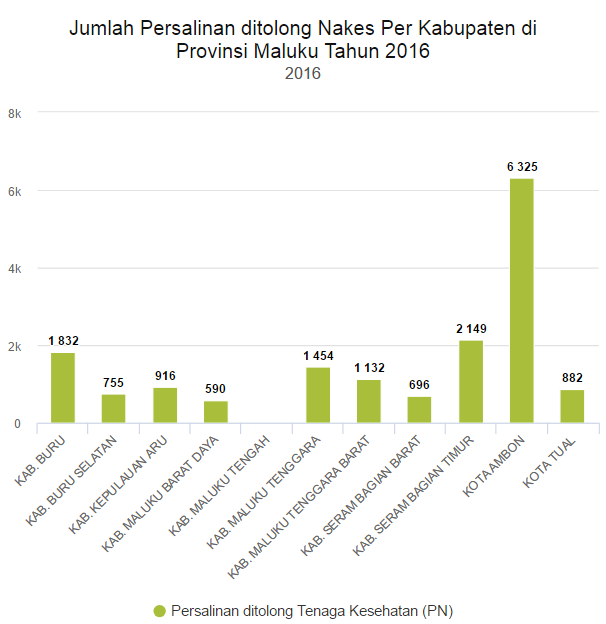 Jumlah Persalinan ditolong Nakes Per Kabupaten di
Provinsi Maluku Tahun 2016
2016
8k
6k
4k
2k
0
1 832
755
916
590
1 454
1 132
696
2 149
6 325
882
KAB. BURU
KAB. BURU SELATAN
KAB. KEPULAUAN ARU
KAB. MALUKU BARAT DAYA
KAB. MALUKU TENGAH
KAB. MALUKU TENGGARA
KAB. MALUKU TENGGARA BARAT
KAB. SERAM BAGIAN BARAT
KAB. SERAM BAGIAN TIMUR
KOTA AMBON
KOTA TUAL
Persalinan ditolong Tenaga Kesehatan (PN)